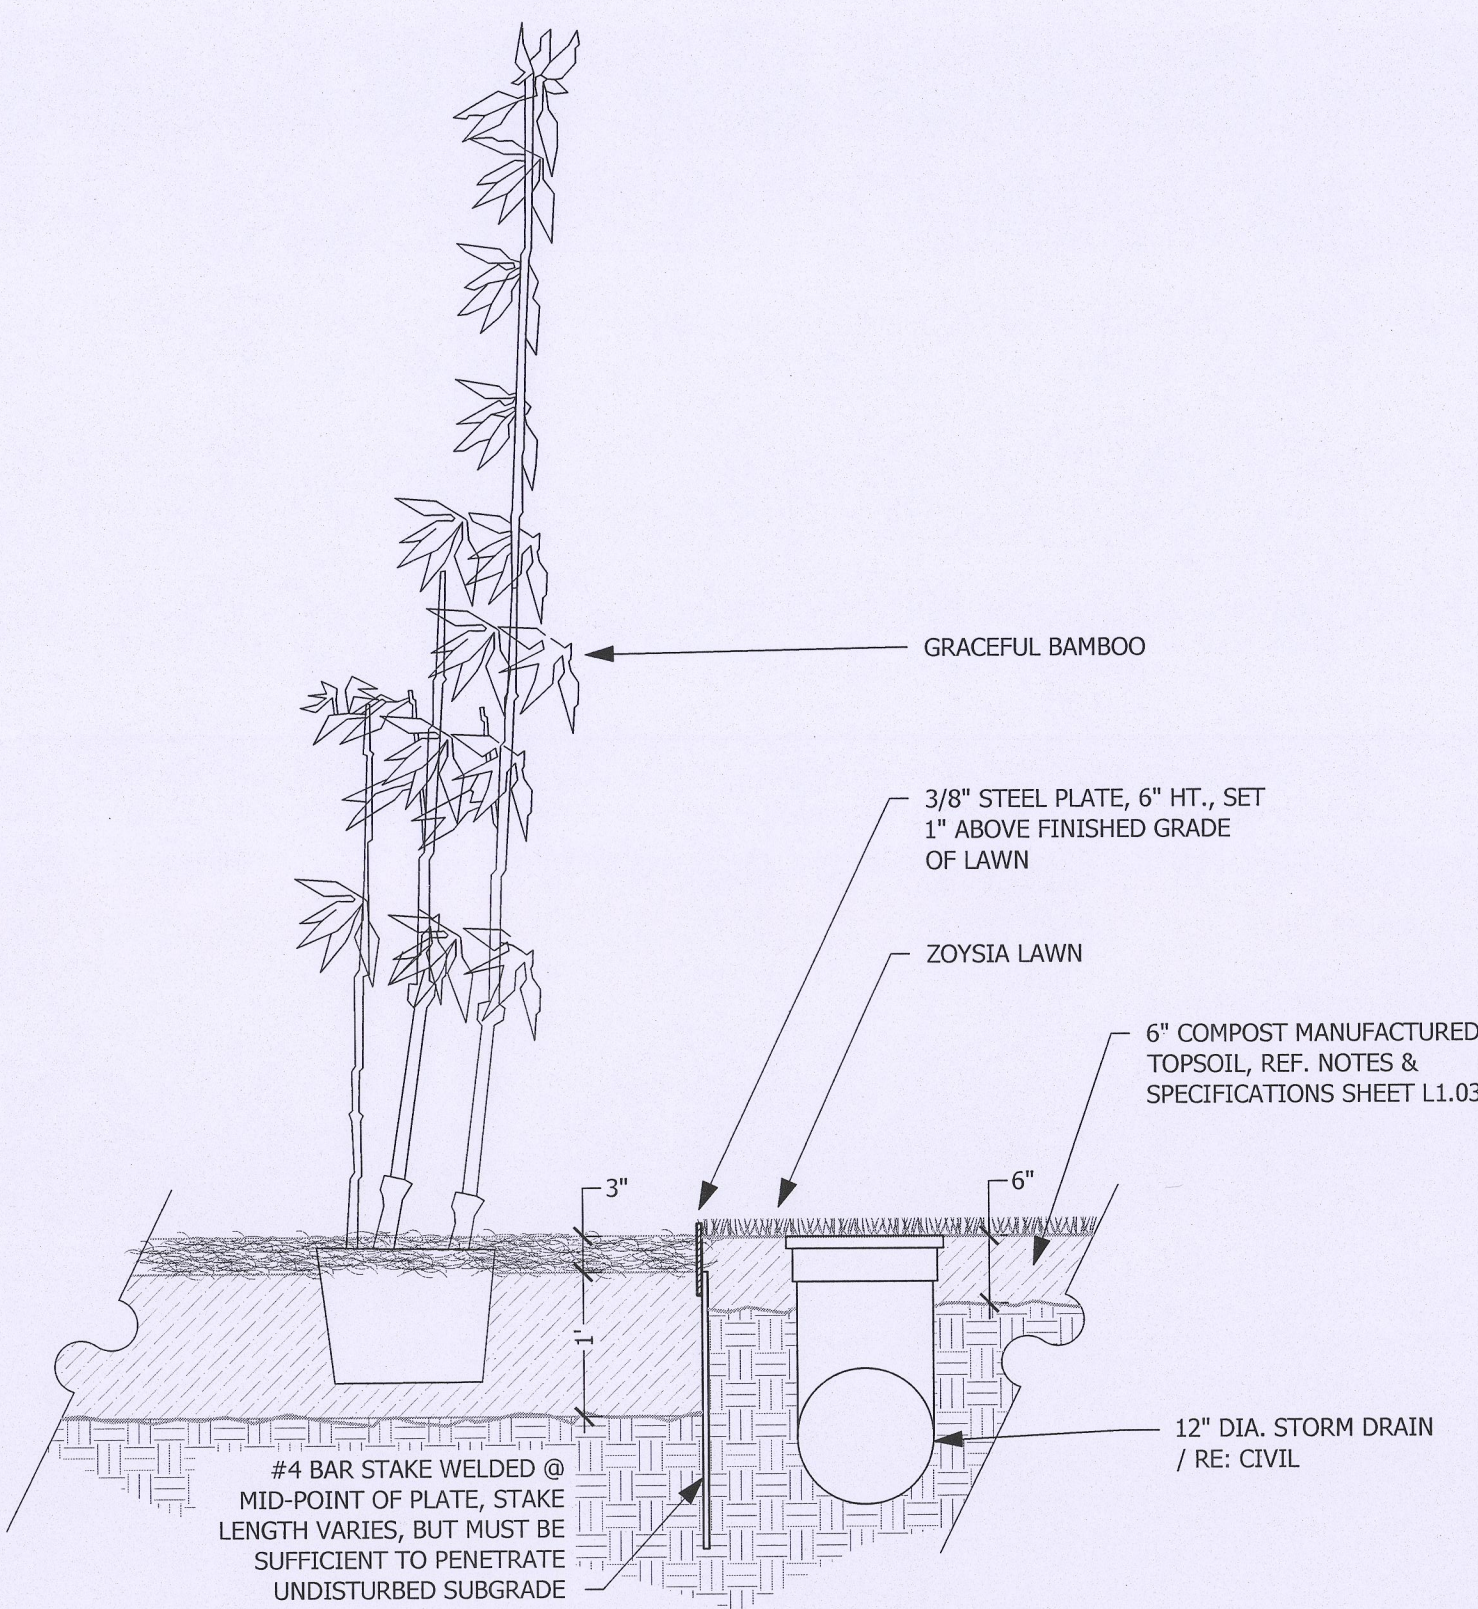 GRACEFUL BAMBOO
3/8" STEEL PLATE, 6" HT., SET
1" ABOVE FINISHED GRADE
OF LAWN
ZOYSIA LAWN
6" COMPOST MANUFACTURED
TOPSOIL, REF. NOTES &
SPECIFICATIONS SHEET L1.03
3"
6"
1'
12" DIA. STORM DRAIN
/ RE: CIVIL
#4 BAR STAKE WELDED @
MID-POINT OF PLATE, STAKE
LENGTH VARIES, BUT MUST BE
SUFFICIENT TO PENETRATE
UNDISTURBED SUBGRADE